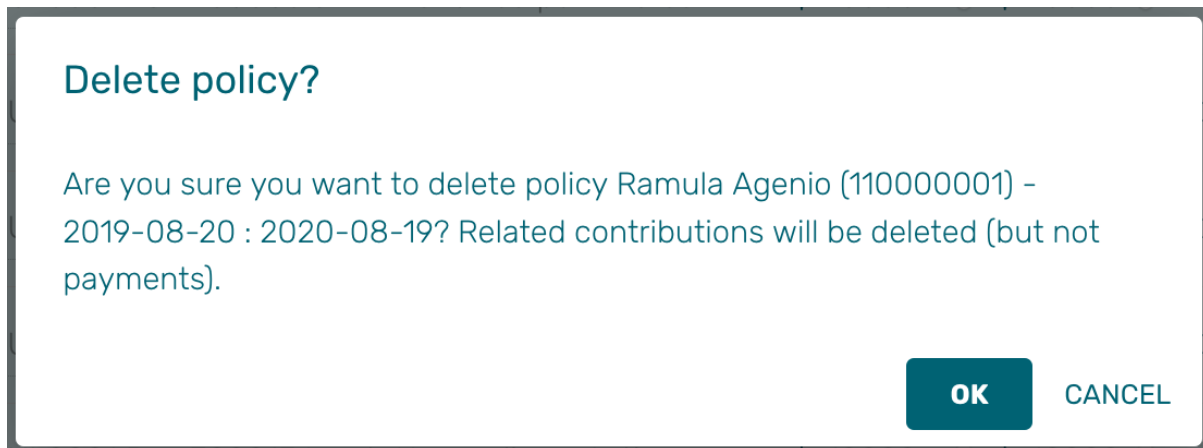 Delete policy?
Are you sure you want to delete policy Ramula Agenio (110000001) -
2019-08-20 : 2020-08-19? Related contributions will be deleted (but not
payments).
OK CANCEL